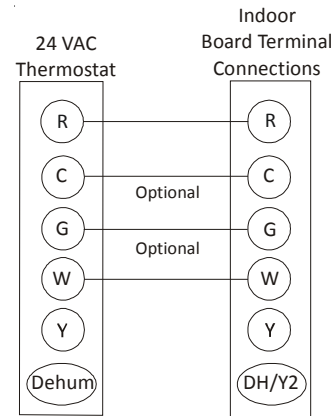 24 VAC
Thermostat
Indoor
Board Terminal
Connections
R
R
C
C
Optional
G
G
Optional
W
W
Y
Y
Dehum
DH/Y2